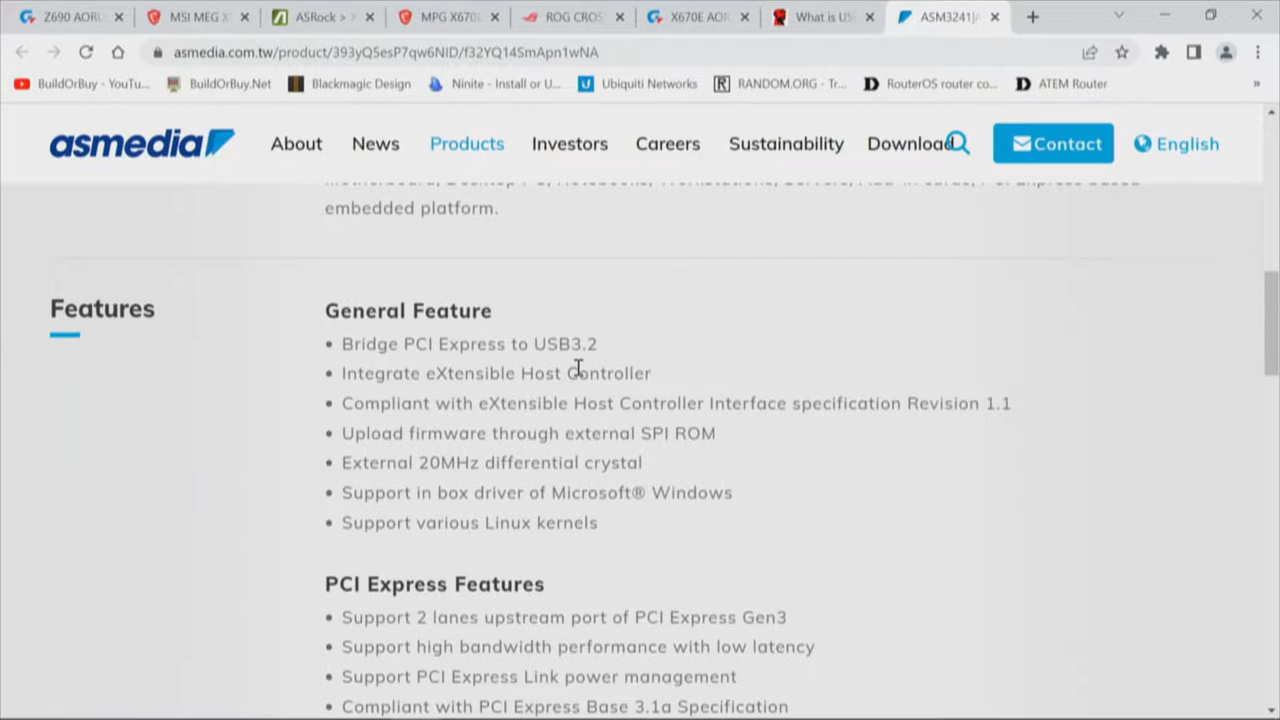 Z690 AORU
MSI MEG X
ASRock >
MPG X670E
ROG CROS
X670E AOR
What is US
ASM3241|A
asmedia.com.tw/product/393yQ5esP7qw6NID/f32YQ14SmApn1wNA
BuildOrBuy - YouTu...
BuildOrBuy.Net
Blackmagic Design
Ninite - Install or U...
Ubiquiti Networks
RANDOM.ORG - Tr...
RouterOS router co...
ATEM Router
»
asmedia
About
News
Products
Investors
Careers
Sustainability
Download
Contact
English
embedded platform.
Features
General Feature
• Bridge PCI Express to USB3.2
• Integrate eXtensible Host Controller
• Compliant with eXtensible Host Controller Interface specification Revision 1.1
• Upload firmware through external SPI ROM
• External 20MHz differential crystal
• Support in box driver of Microsoft® Windows
• Support various Linux kernels
PCI Express Features
• Support 2 lanes upstream port of PCI Express Gen3
• Support high bandwidth performance with low latency
• Support PCI Express Link power management
• Compliant with PCI Express Base 3.1a Specification